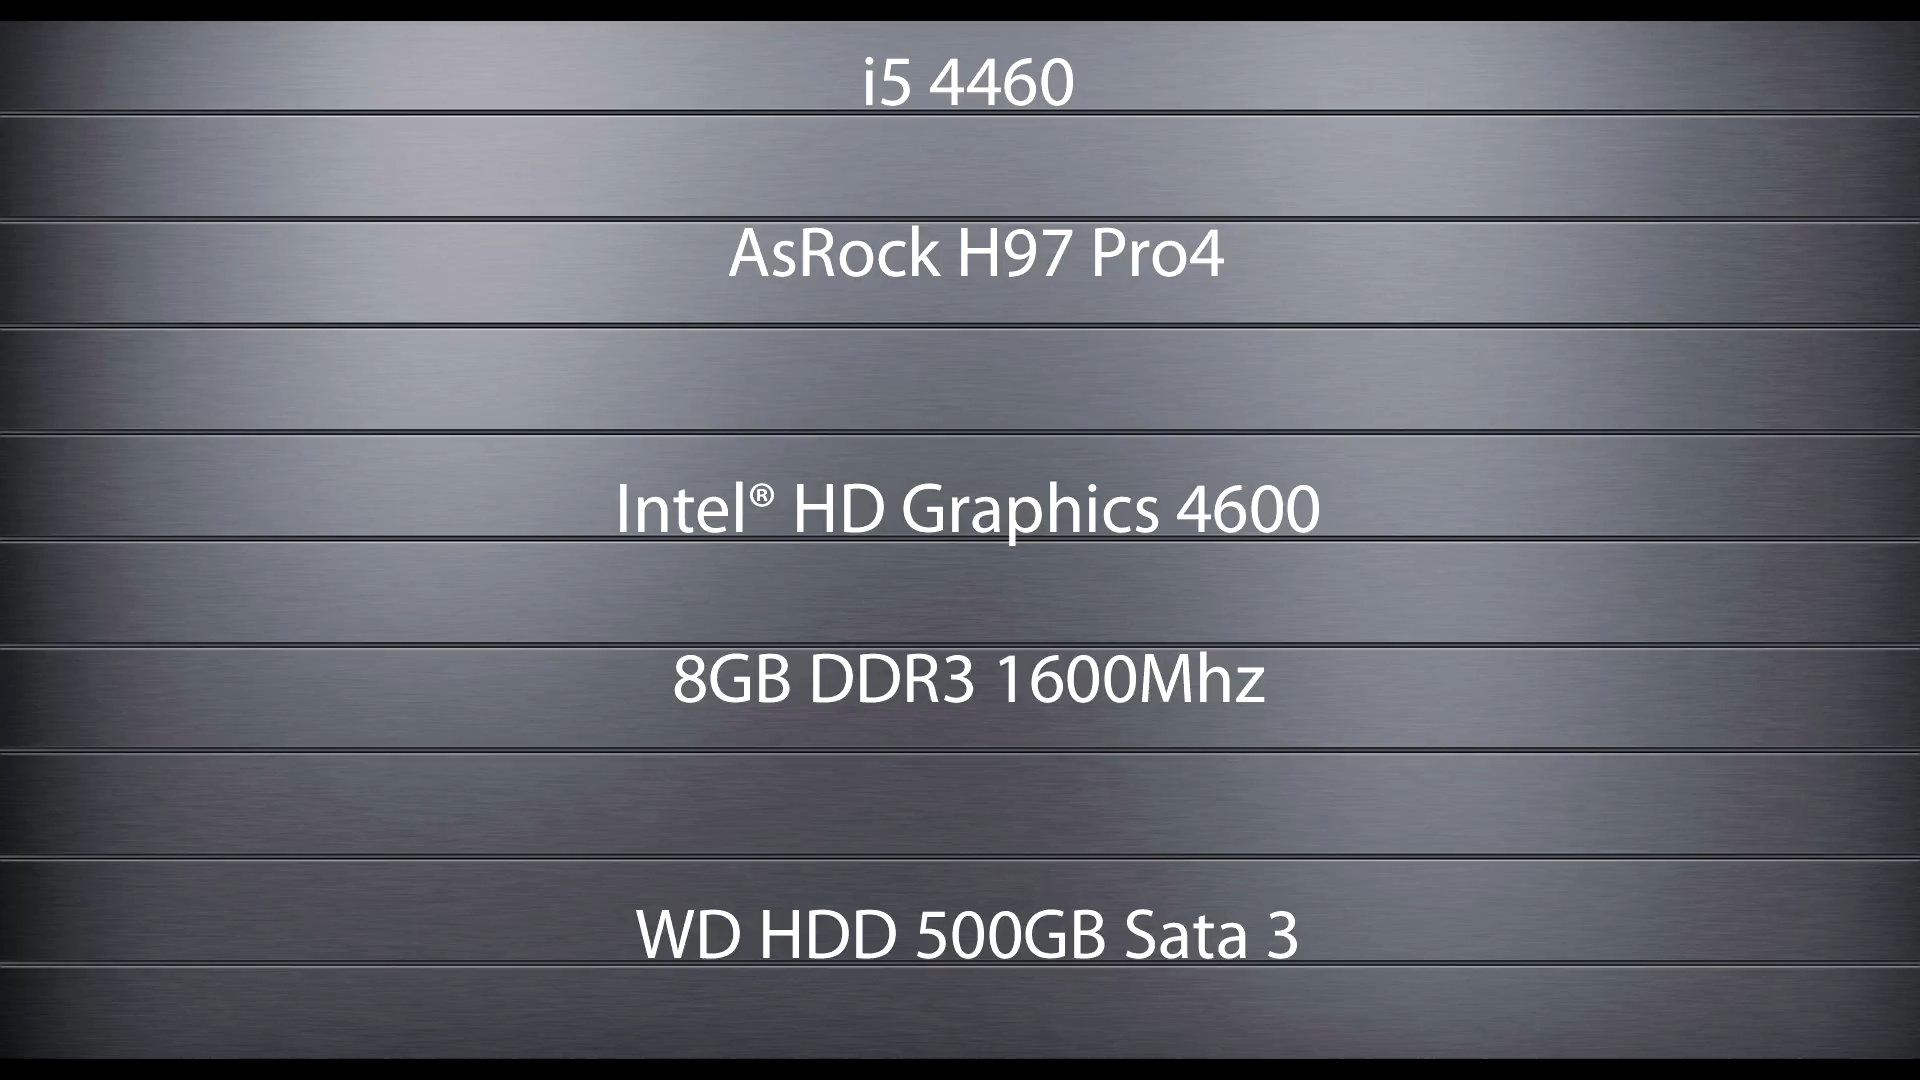 i5 4460
AsRock H97 Pro4
Intel® HD Graphics 4600
8GB DDR3 1600Mhz
WD HDD 500GB Sata 3